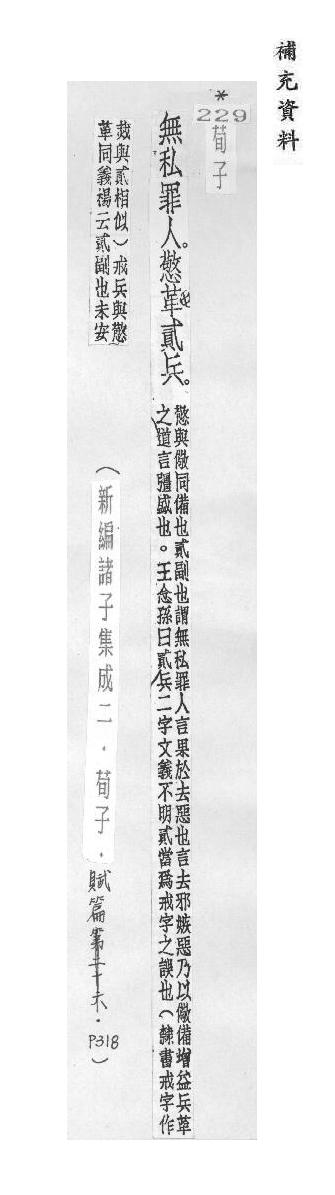 補充資料
*
229
荀子
無私罪人。憼革貳兵。
憼與儆同備也貳副也謂無私罪人言果於去惡也言去邪嫉惡乃以儆備增益兵革
之道言彊盛也。王念孫曰貳兵二字文義不明貳當爲戒字之誤也（隸書戒字作
與貳相似）戒兵與憼
革同義楊云貳副也未安
（新編諸子集成二．荀子．賦篇第二十六．P318）